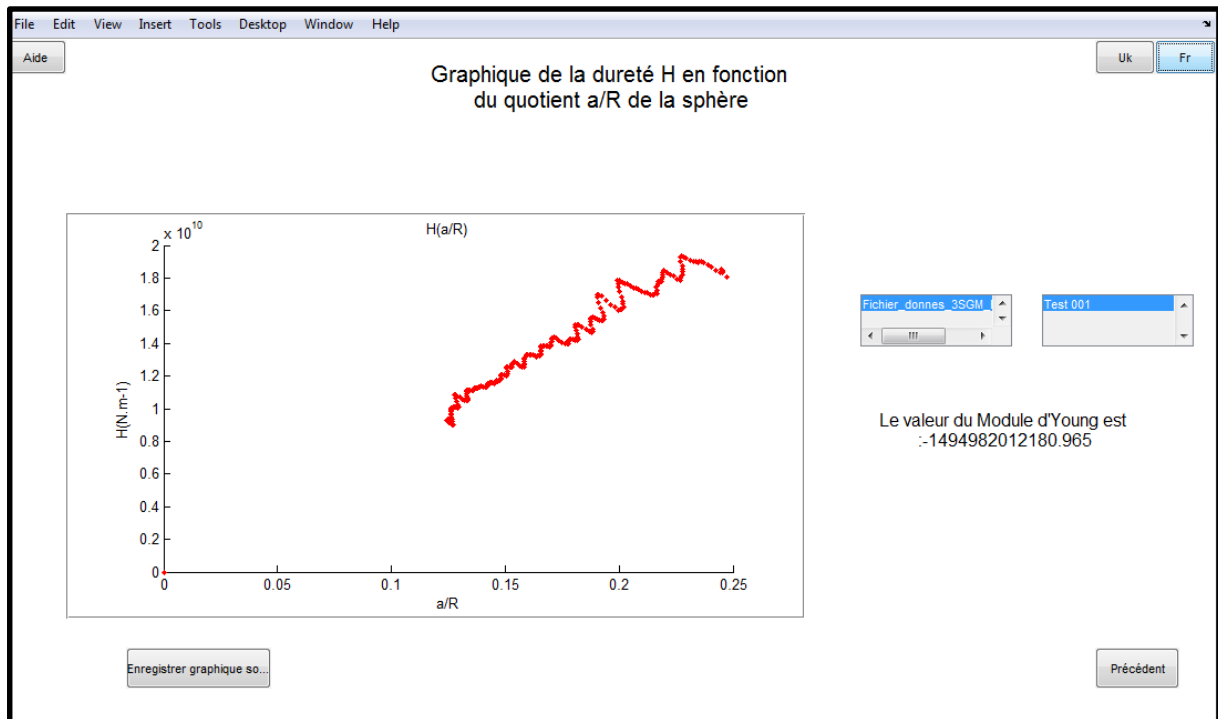 File Edit View Insert Tools Desktop Window Help
Aide
Uk Fr
Graphique de la dureté H en fonction
du quotient a/R de la sphère
x 10^10
H(a/R)
2
1.8
1.6
1.4
1.2
1
0.8
0.6
0.4
0.2
0
H(N.m-1)
0 0.05 0.1 0.15 0.2 0.25
a/R
Fichier_donnes_3SGM_
Test 001
Le valeur du Module d'Young est
:-1494982012180.965
Enregistrer graphique so...
Précédent